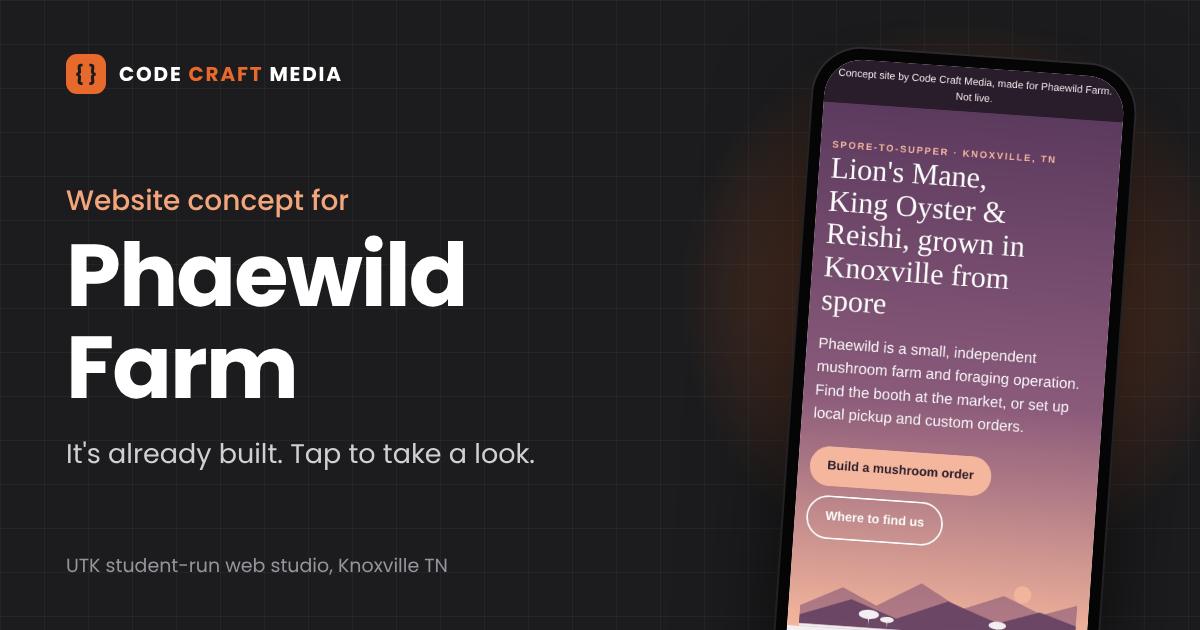 { } CODE CRAFT MEDIA
Website concept for
Phaewild
Farm
It's already built. Tap to take a look.
UTK student-run web studio, Knoxville TN
Concept site by Code Craft Media, made for Phaewild Farm.
Not live.
SPORE-TO-SUPPER · KNOXVILLE, TN
Lion's Mane,
King Oyster &
Reishi, grown in
Knoxville from
spore
Phaewild is a small, independent
mushroom farm and foraging operation.
Find the booth at the market, or set up
local pickup and custom orders.
Build a mushroom order
Where to find us